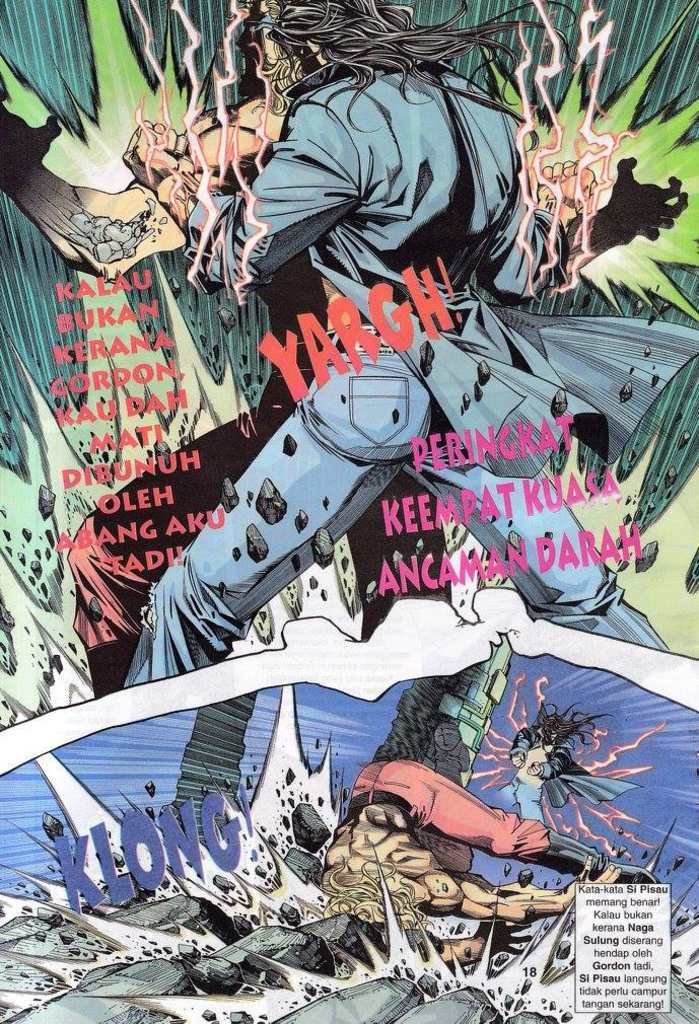 KALAU
BUKAN
KERANA
GORDON,
KAU DAH
MATI
DIBUNUH
OLEH
ABANG AKU
TADI!
YARGH!
PERINGKAT
KEEMPAT KUASA
ANCAMAN DARAH
KLONG!
Kata-kata Si Pisau
memang benar!
Kalau bukan
kerana Naga
Sulung diserang
hendap oleh
Gordon tadi,
Si Pisau langsung
tidak perlu campur
tangan sekarang!
18